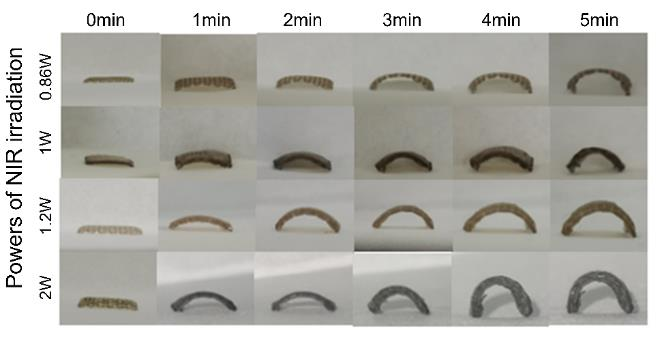 0min 1min 2min 3min 4min 5min
Powers of NIR irradiation
0.86W
1W
1.2W
2W